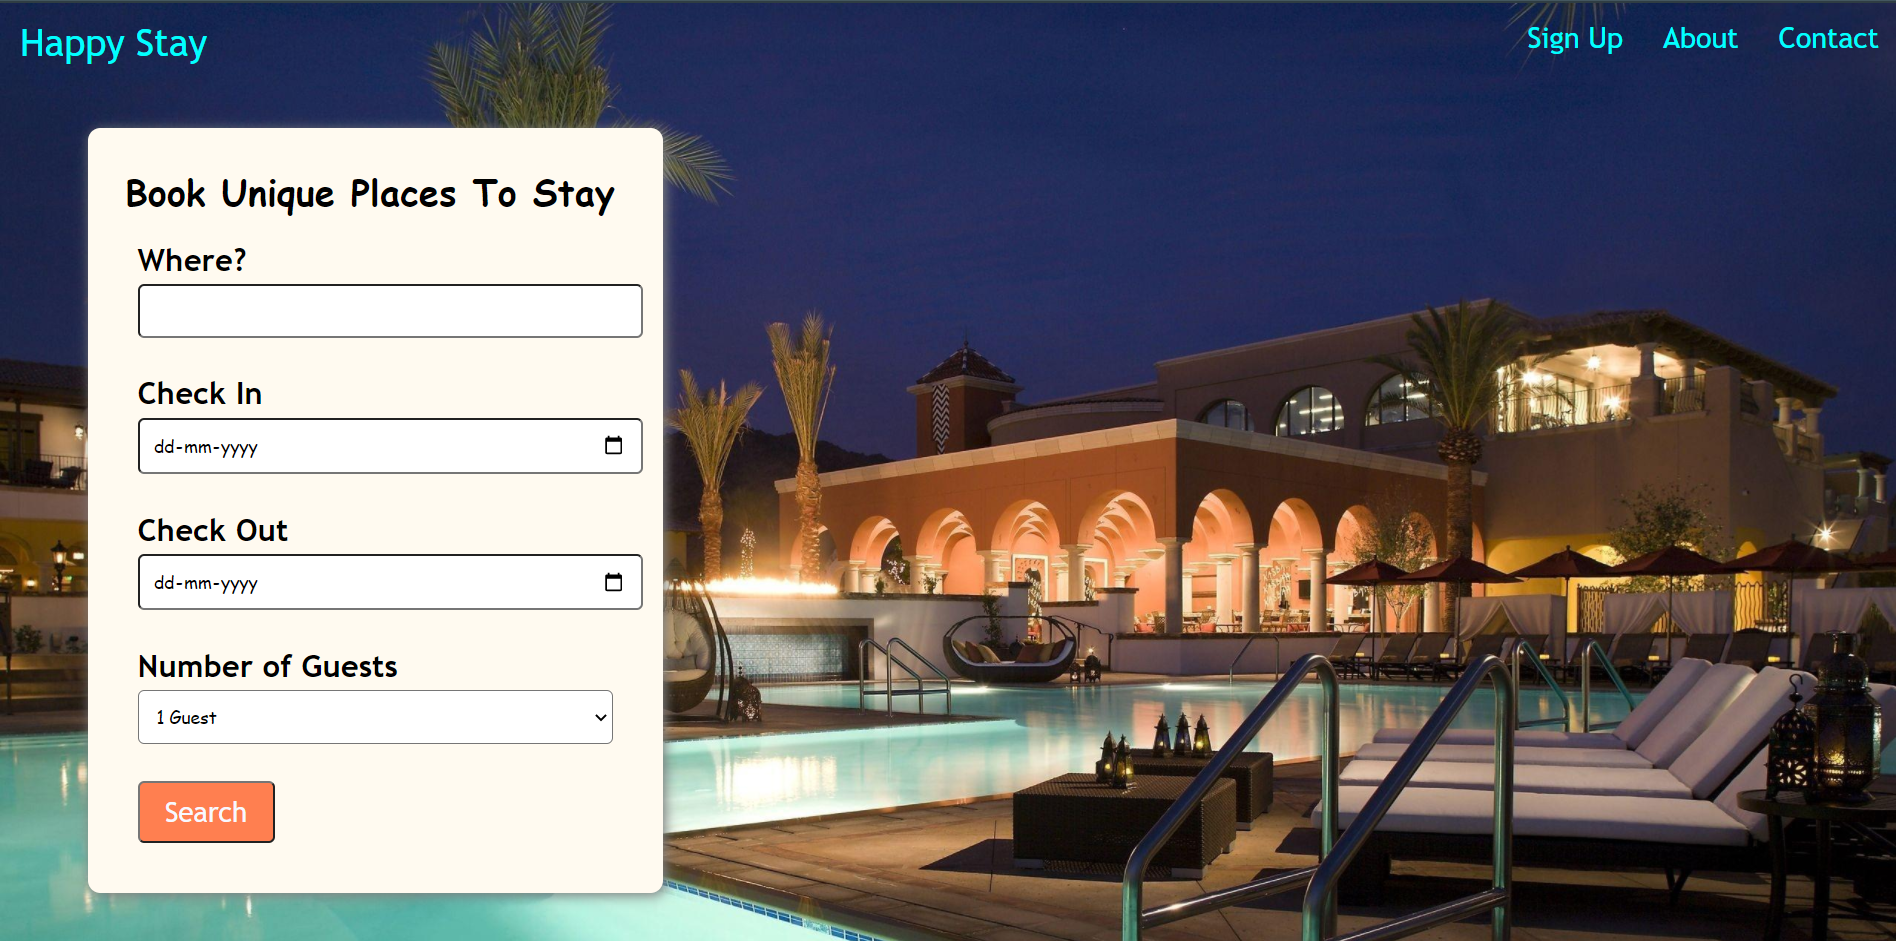 Happy Stay
Sign Up About Contact
Book Unique Places To Stay
Where?
Check In
dd-mm-yyyy
Check Out
dd-mm-yyyy
Number of Guests
1 Guest
Search